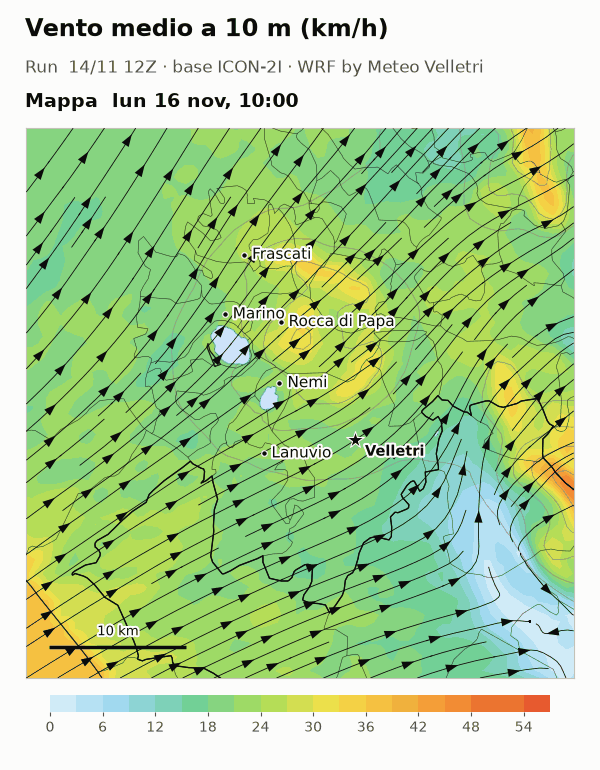 Vento medio a 10 m (km/h)
Run  14/11 12Z · base ICON-2I · WRF by Meteo Velletri
Mappa  lun 16 nov, 10:00
Frascati
Marino
Rocca di Papa
Nemi
Velletri
Lanuvio
10 km
0 6 12 18 24 30 36 42 48 54